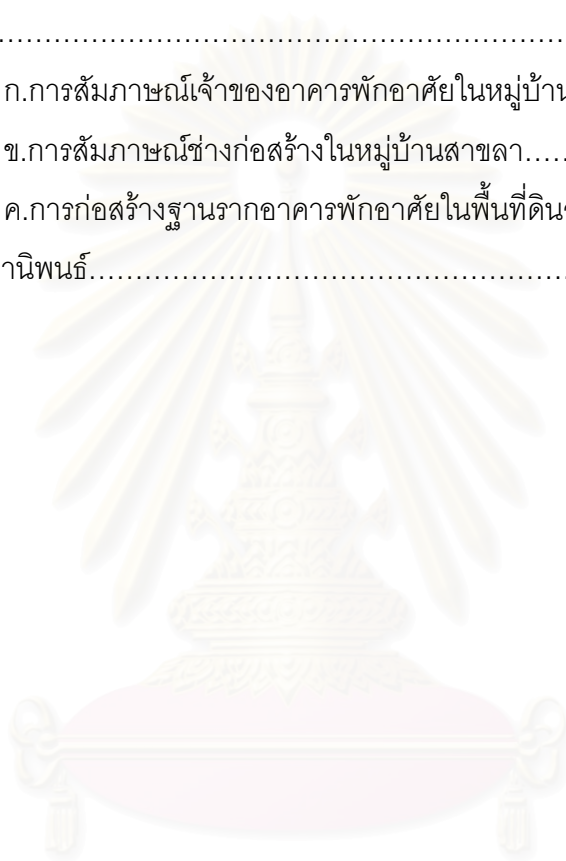 ........................................................................
ก.การสัมภาษณ์เจ้าของอาคารพักอาศัยในหมู่บ้าน
ข.การสัมภาษณ์ช่างก่อสร้างในหมู่บ้านสาขลา......
ค.การก่อสร้างฐานรากอาคารพักอาศัยในพื้นที่ดิน
านิพนธ์............................................................